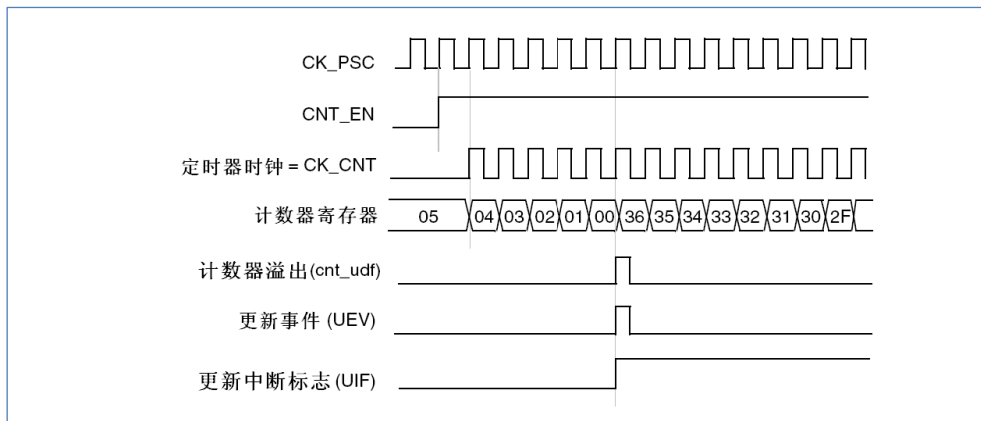 CK_PSC
CNT_EN
定时器时钟 = CK_CNT
计数器寄存器 05 04 03 02 01 00 36 35 34 33 32 31 30 2F
计数器溢出(cnt_udf)
更新事件 (UEV)
更新中断标志(UIF)